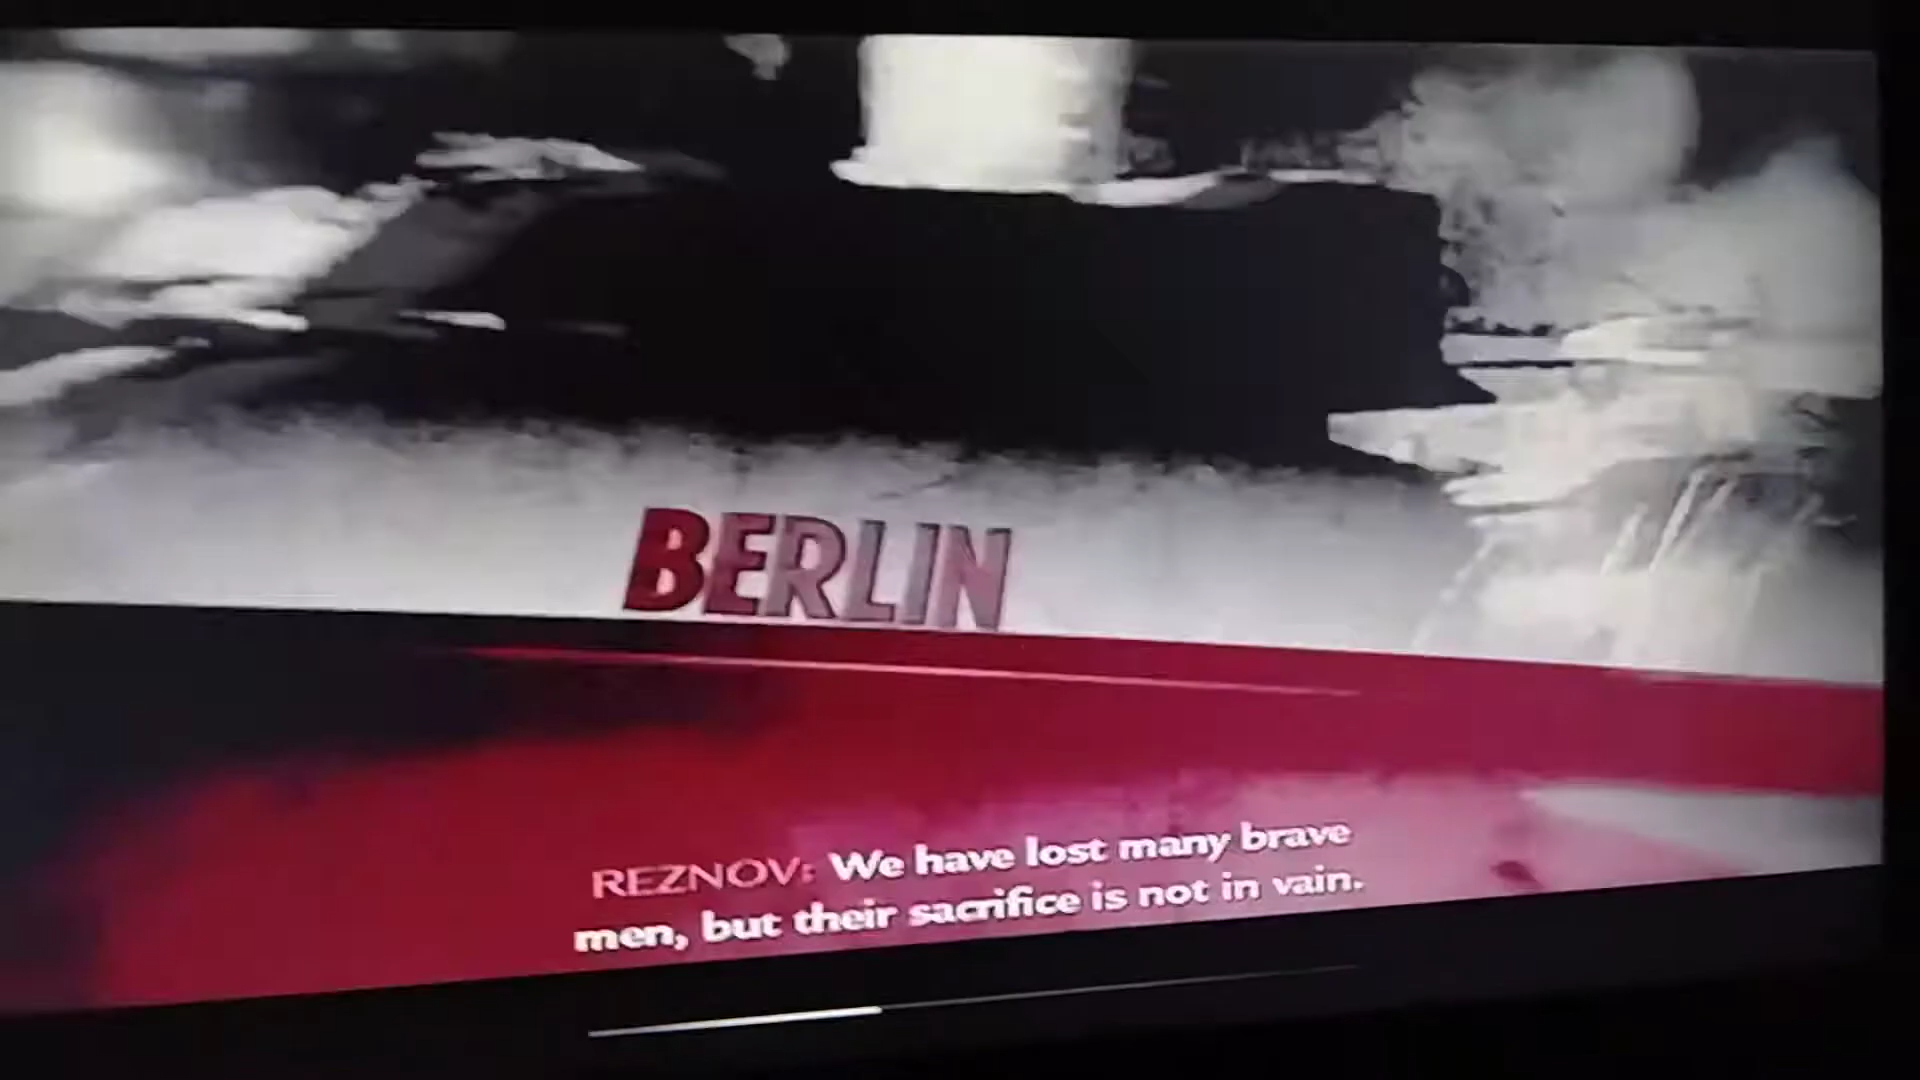 BERLIN
REZNOV: We have lost many brave
men, but their sacrifice is not in vain.